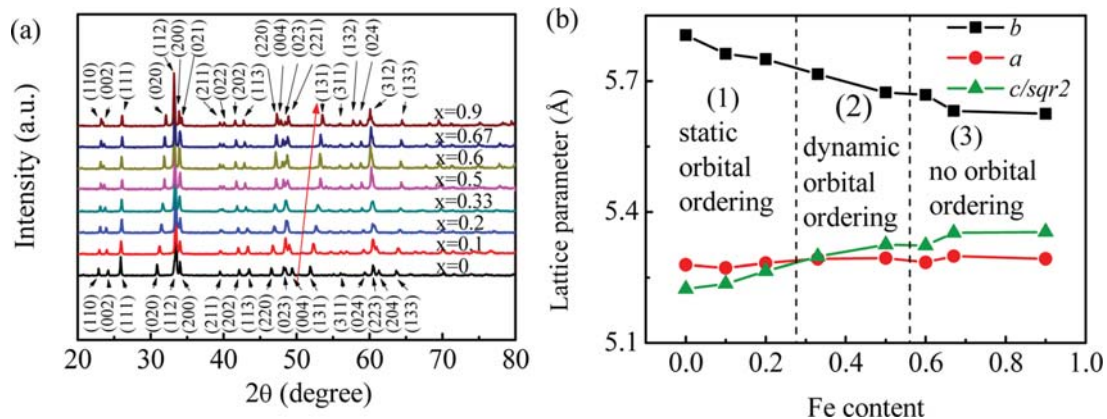 (a)
(112)
(200)
(021)
(220)
(004)
(023)
(221)
(132)
(024)
(110)
(002)
(111)
(020)
(211)
(022)
(202)
(113)
(131)
(311)
(312)
(133)
x=0.9
x=0.67
x=0.6
x=0.5
x=0.33
x=0.2
x=0.1
x=0
(110)
(002)
(111)
(020)
(112)
(200)
(211)
(202)
(113)
(220)
(023)
(004)
(131)
(311)
(024)
(223)
(204)
(133)
Intensity (a.u.)
20 30 40 50 60 70 80
2θ (degree)
(b)
b
a
c/sqr2
5.7
5.4
5.1
Lattice parameter (Å)
(1)
static
orbital
ordering
(2)
dynamic
orbital
ordering
(3)
no orbital
ordering
0.0 0.2 0.4 0.6 0.8 1.0
Fe content